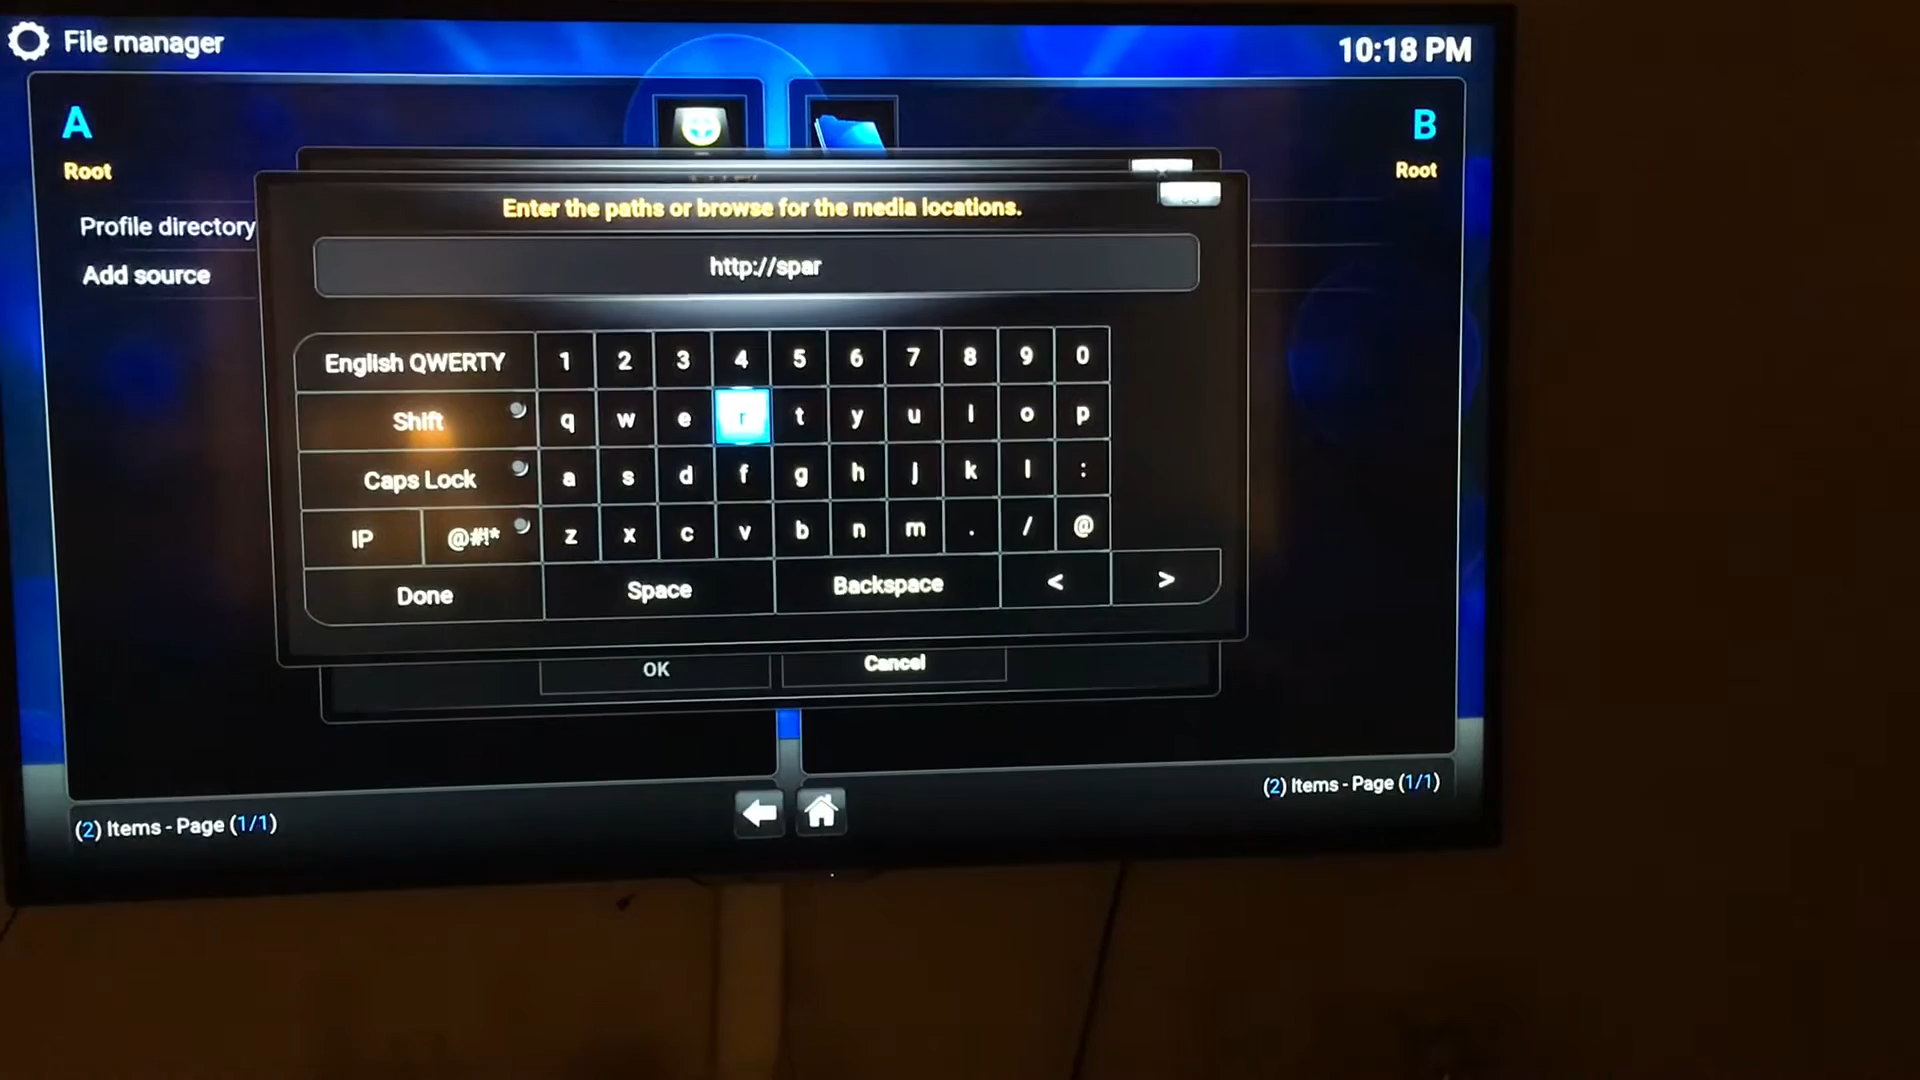 File manager
10:18 PM
A
B
Root
Root
Profile directory
Add source
Enter the paths or browse for the media locations.
http://spar
English QWERTY 1 2 3 4 5 6 7 8 9 0
Shift q w e r t y u i o p
Caps Lock a s d f g h j k l :
IP @#!* z x c v b n m . / @
Done Space Backspace < >
OK Cancel
(2) Items - Page (1/1)
(2) Items - Page (1/1)